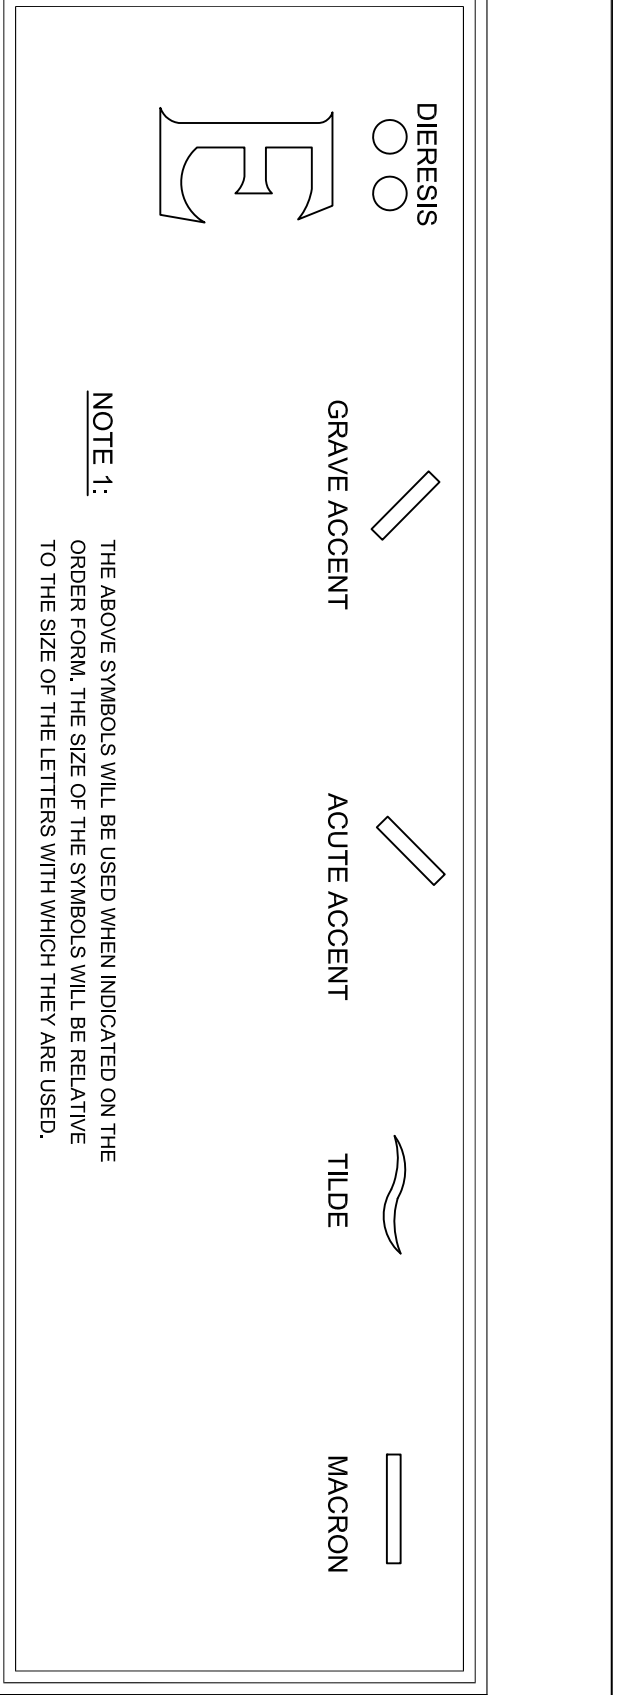 DIERESIS
E
GRAVE ACCENT
ACUTE ACCENT
TILDE
MACRON
NOTE 1:
THE ABOVE SYMBOLS WILL BE USED WHEN INDICATED ON THE
ORDER FORM. THE SIZE OF THE SYMBOLS WILL BE RELATIVE
TO THE SIZE OF THE LETTERS WITH WHICH THEY ARE USED.